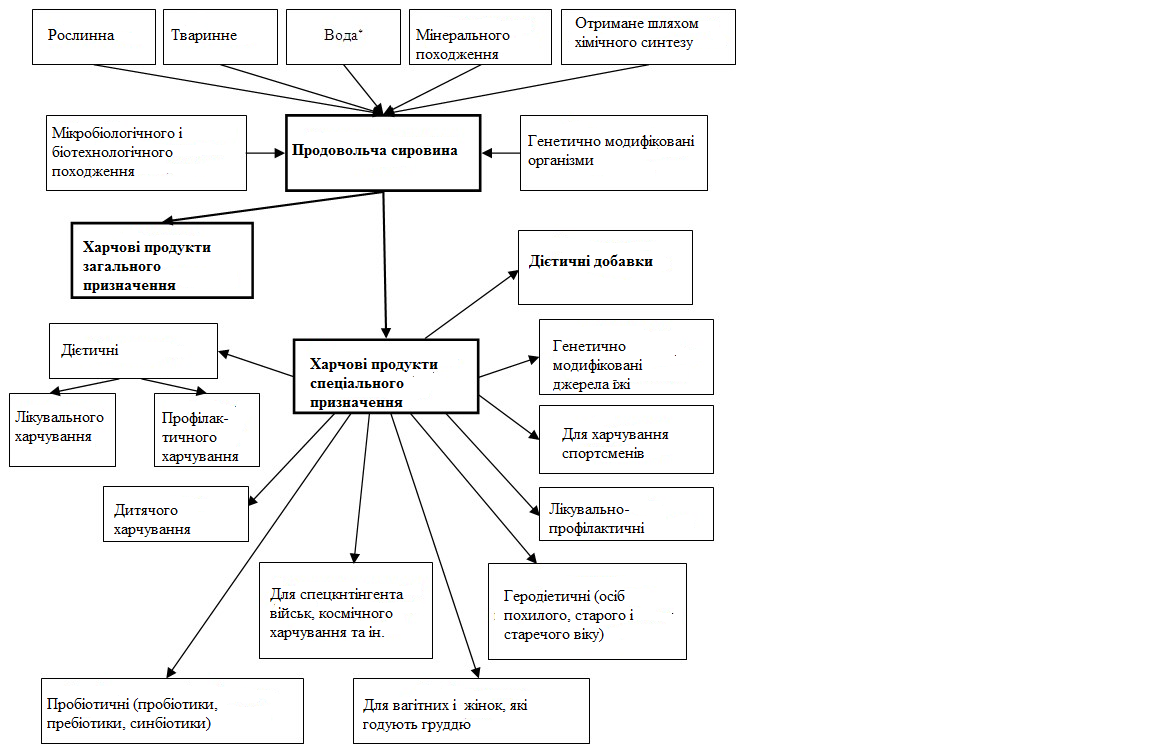 Рослинна
Тваринне
Вода*
Мінерального
походження
Отримане шляхом
хімічного синтезу
Мікробіологічного і
біотехнологічного
походження
Продовольча сировина
Генетично модифіковані
організми
Харчові продукти
загального
призначення
Дієтичні добавки
Дієтичні
Харчові продукти
спеціального
призначення
Генетично
модифіковані
джерела їжі
Лікувального
харчування
Профілак-
тичного
харчування
Для харчування
спортсменів
Дитячого
харчування
Лікувально-
профілактичні
Для спецкнтінгента
військ, космічного
харчування та ін.
Геродіетичні (осіб
похилого, старого і
старечого віку)
Пробіотичні (пробіотики,
пребіотики, синбіотики)
Для вагітних і жінок, які
годують груддю